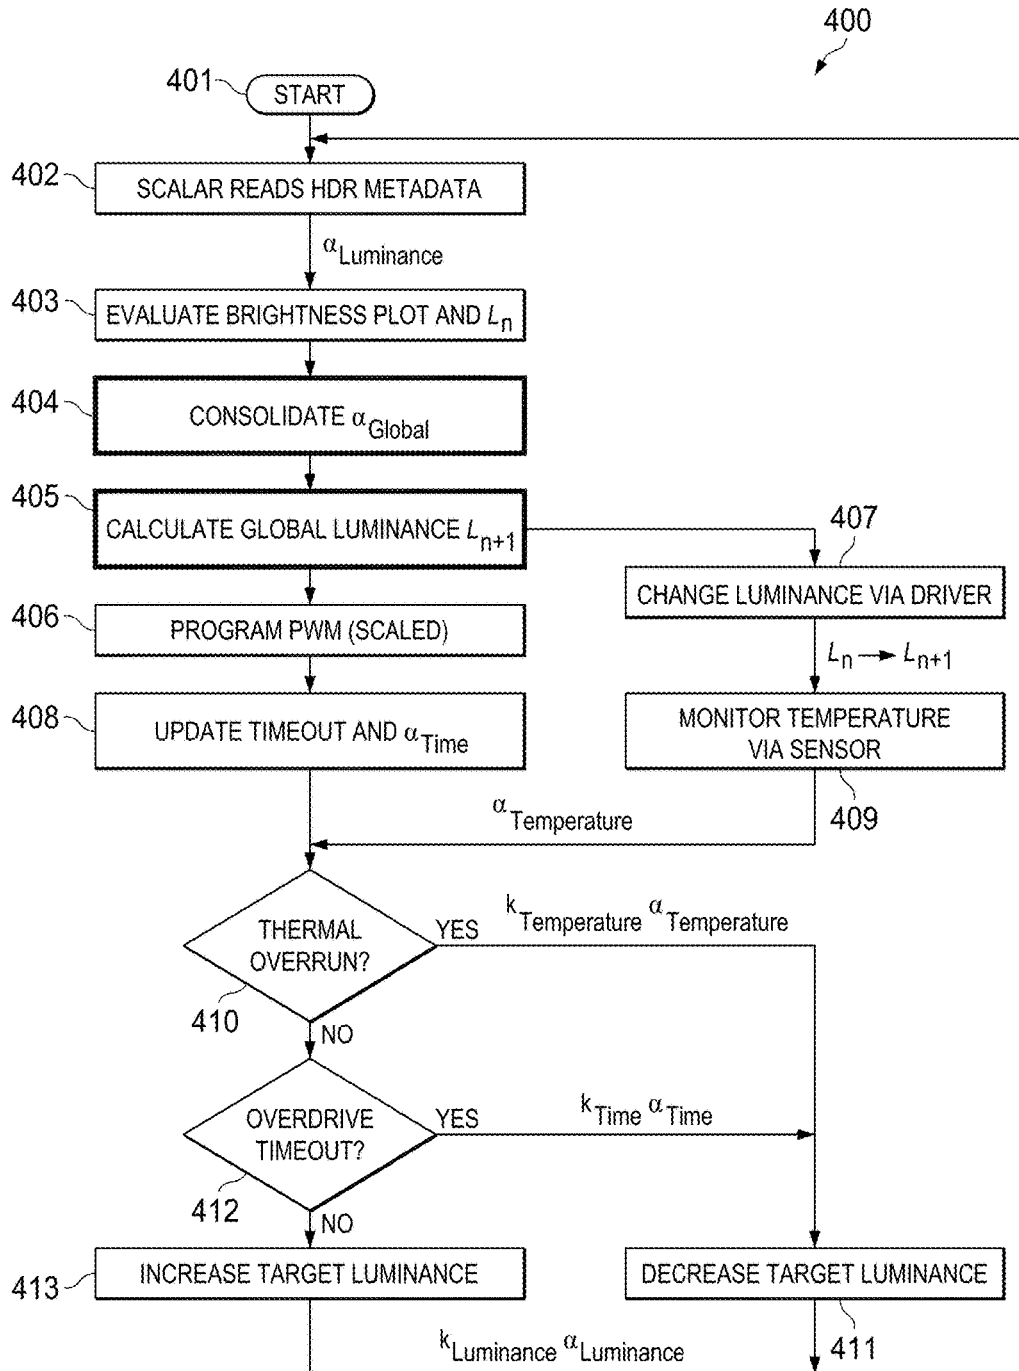 400
401
START
402
SCALAR READS HDR METADATA
αLuminance
403
EVALUATE BRIGHTNESS PLOT AND Ln
404
CONSOLIDATE αGlobal
405
CALCULATE GLOBAL LUMINANCE Ln+1
407
CHANGE LUMINANCE VIA DRIVER
406
PROGRAM PWM (SCALED)
Ln → Ln+1
408
UPDATE TIMEOUT AND αTime
MONITOR TEMPERATURE
VIA SENSOR
409
αTemperature
THERMAL
OVERRUN?
YES
kTemperature αTemperature
410
NO
OVERDRIVE
TIMEOUT?
YES
kTime αTime
412
NO
413
INCREASE TARGET LUMINANCE
DECREASE TARGET LUMINANCE
411
kLuminance αLuminance